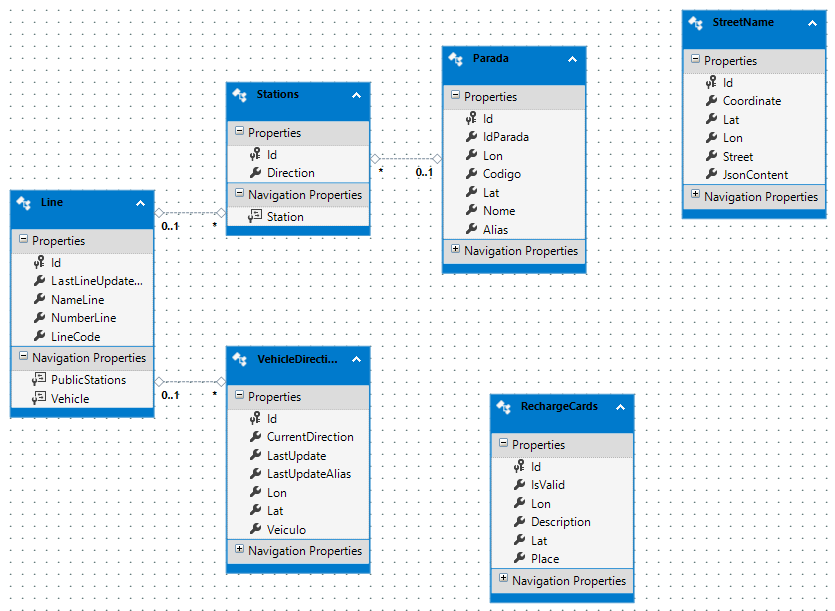 Line
Properties
Id
LastLineUpdate...
NameLine
NumberLine
LineCode
Navigation Properties
PublicStations
Vehicle
0..1
*
0..1
*
Stations
Properties
Id
Direction
Navigation Properties
Station
*
0..1
VehicleDirecti...
Properties
Id
CurrentDirection
LastUpdate
LastUpdateAlias
Lon
Lat
Veiculo
Navigation Properties
Parada
Properties
Id
IdParada
Lon
Codigo
Lat
Nome
Alias
Navigation Properties
RechargeCards
Properties
Id
IsValid
Lon
Description
Lat
Place
Navigation Properties
StreetName
Properties
Id
Coordinate
Lat
Lon
Street
JsonContent
Navigation Properties